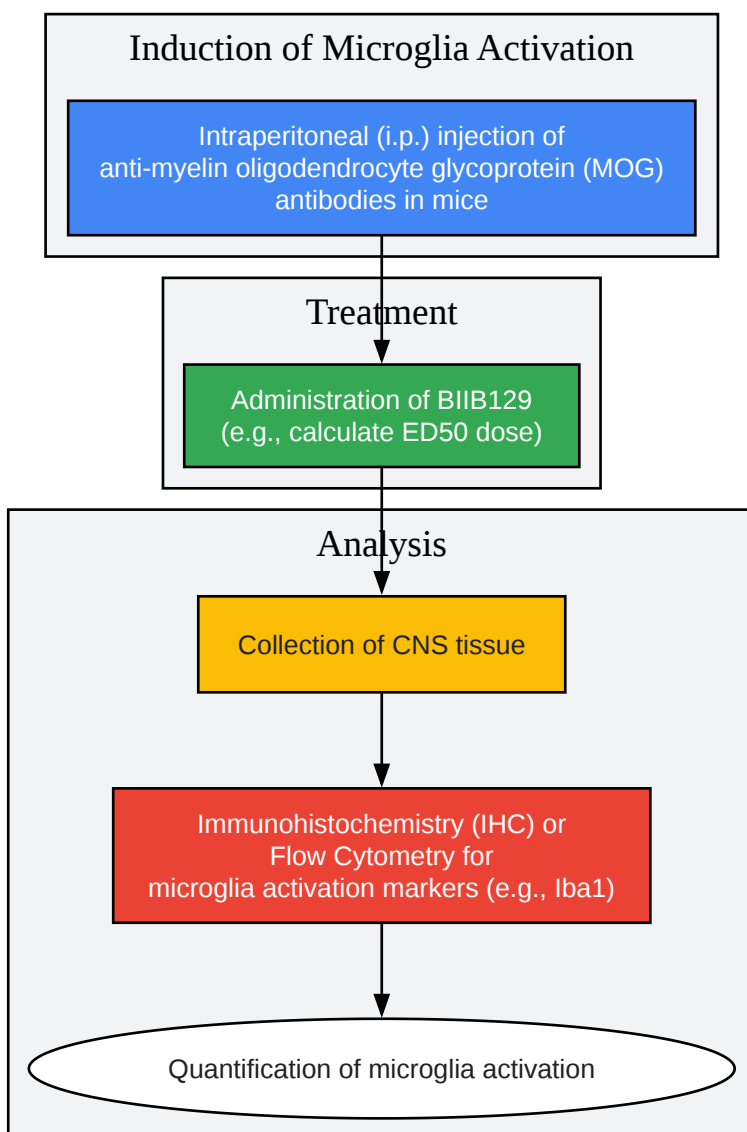 Induction of Microglia Activation
Intraperitoneal (i.p.) injection of
anti-myelin oligodendrocyte glycoprotein (MOG)
antibodies in mice
Treatment
Administration of BIIB129
(e.g., calculate ED50 dose)
Analysis
Collection of CNS tissue
Immunohistochemistry (IHC) or
Flow Cytometry for
microglia activation markers (e.g., Iba1)
Quantification of microglia activation